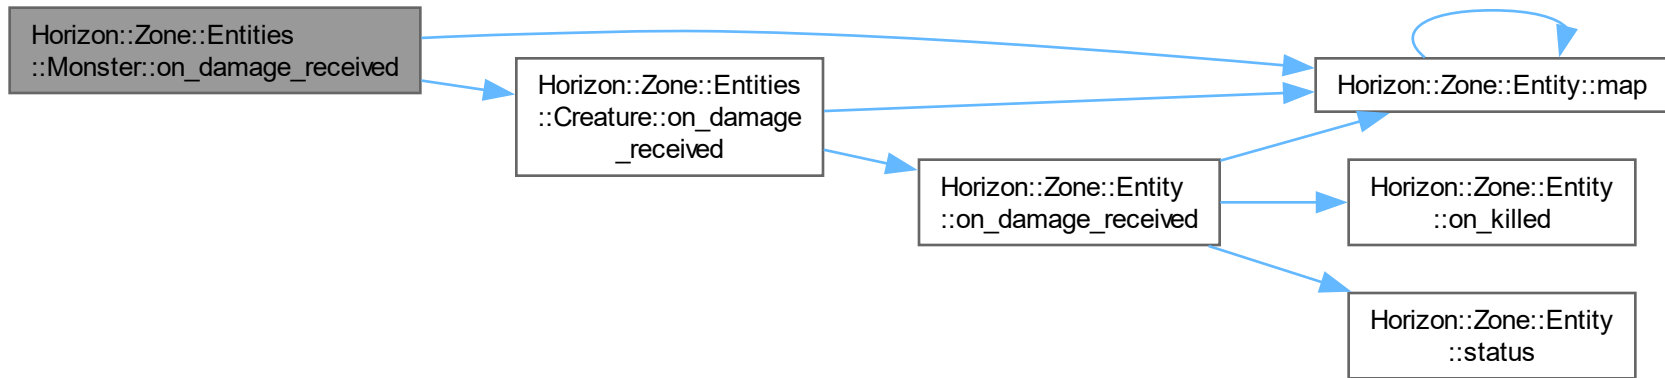 Horizon::Zone::Entities
::Monster::on_damage_received
Horizon::Zone::Entities
::Creature::on_damage
_received
Horizon::Zone::Entity
::on_damage_received
Horizon::Zone::Entity::map
Horizon::Zone::Entity
::on_killed
Horizon::Zone::Entity
::status